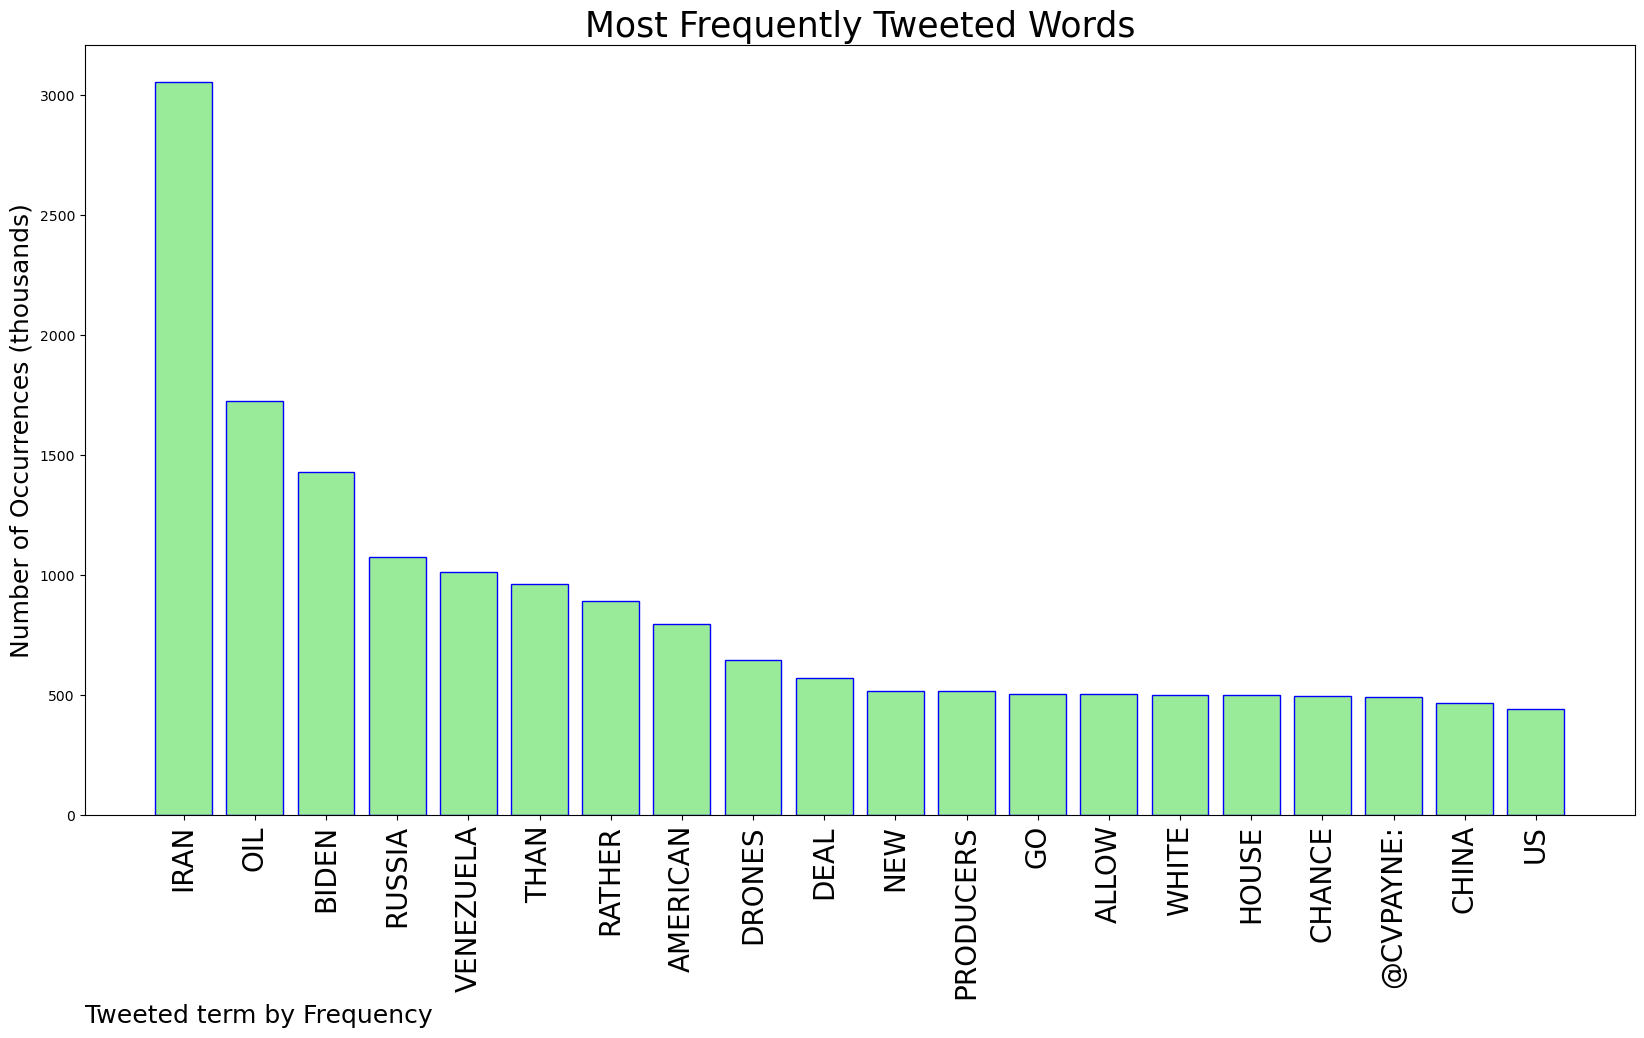 Most Frequently Tweeted Words
Number of Occurrences (thousands)
3000
2500
2000
1500
1000
500
0
IRAN
OIL
BIDEN
RUSSIA
VENEZUELA
THAN
RATHER
AMERICAN
DRONES
DEAL
NEW
PRODUCERS
GO
ALLOW
WHITE
HOUSE
CHANCE
@CVPAYNE:
CHINA
US
Tweeted term by Frequency